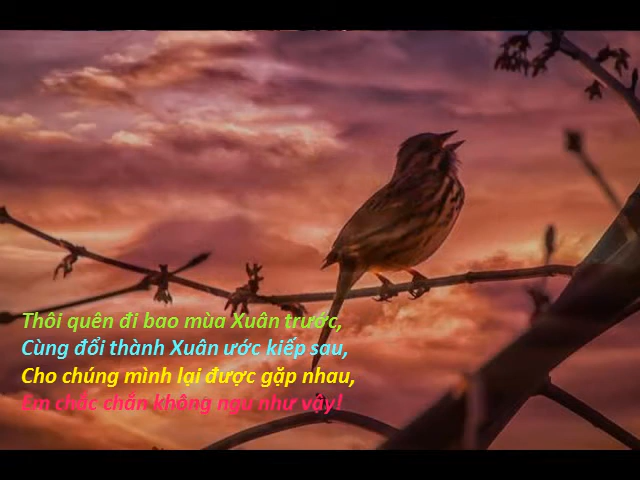 Thôi quên đi bao mùa Xuân trước,
Cùng đổi thành Xuân ước kiếp sau,
Cho chúng mình lại được gặp nhau,
Em chắc chắn không ngu như vậy!